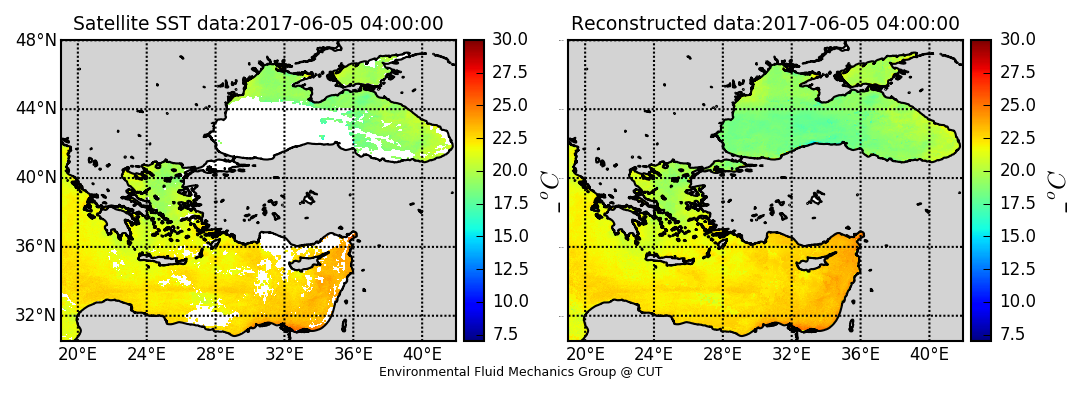 Satellite SST data:2017-06-05 04:00:00
Reconstructed data:2017-06-05 04:00:00
48°N
44°N
40°N
36°N
32°N
20°E 24°E 28°E 32°E 36°E 40°E
30.0
27.5
25.0
22.5
20.0
17.5
15.0
12.5
10.0
7.5
_ °C
20°E 24°E 28°E 32°E 36°E 40°E
30.0
27.5
25.0
22.5
20.0
17.5
15.0
12.5
10.0
7.5
_ °C
Environmental Fluid Mechanics Group @ CUT